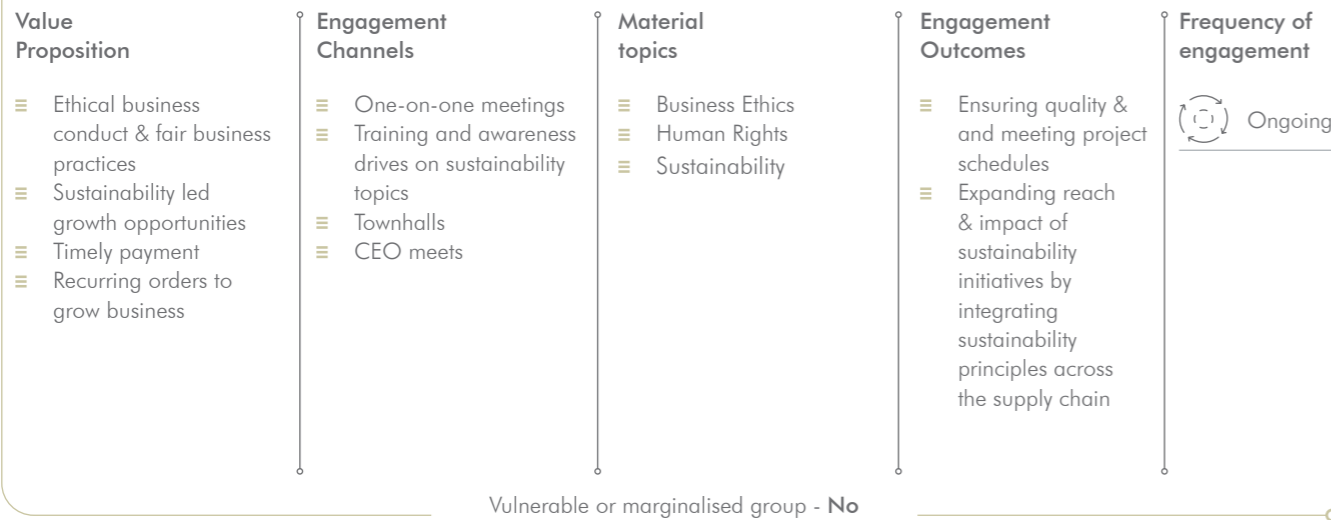 Value
Proposition
Ethical business
conduct & fair business
practices
Sustainability led
growth opportunities
Timely payment
Recurring orders to
grow business
Engagement
Channels
One-on-one meetings
Training and awareness
drives on sustainability
topics
Townhalls
CEO meets
Material
topics
Business Ethics
Human Rights
Sustainability
Engagement
Outcomes
Ensuring quality &
and meeting project
schedules
Expanding reach
& impact of
sustainability
initiatives by
integrating
sustainability
principles across
the supply chain
Frequency of
engagement
Ongoing
Vulnerable or marginalised group - No